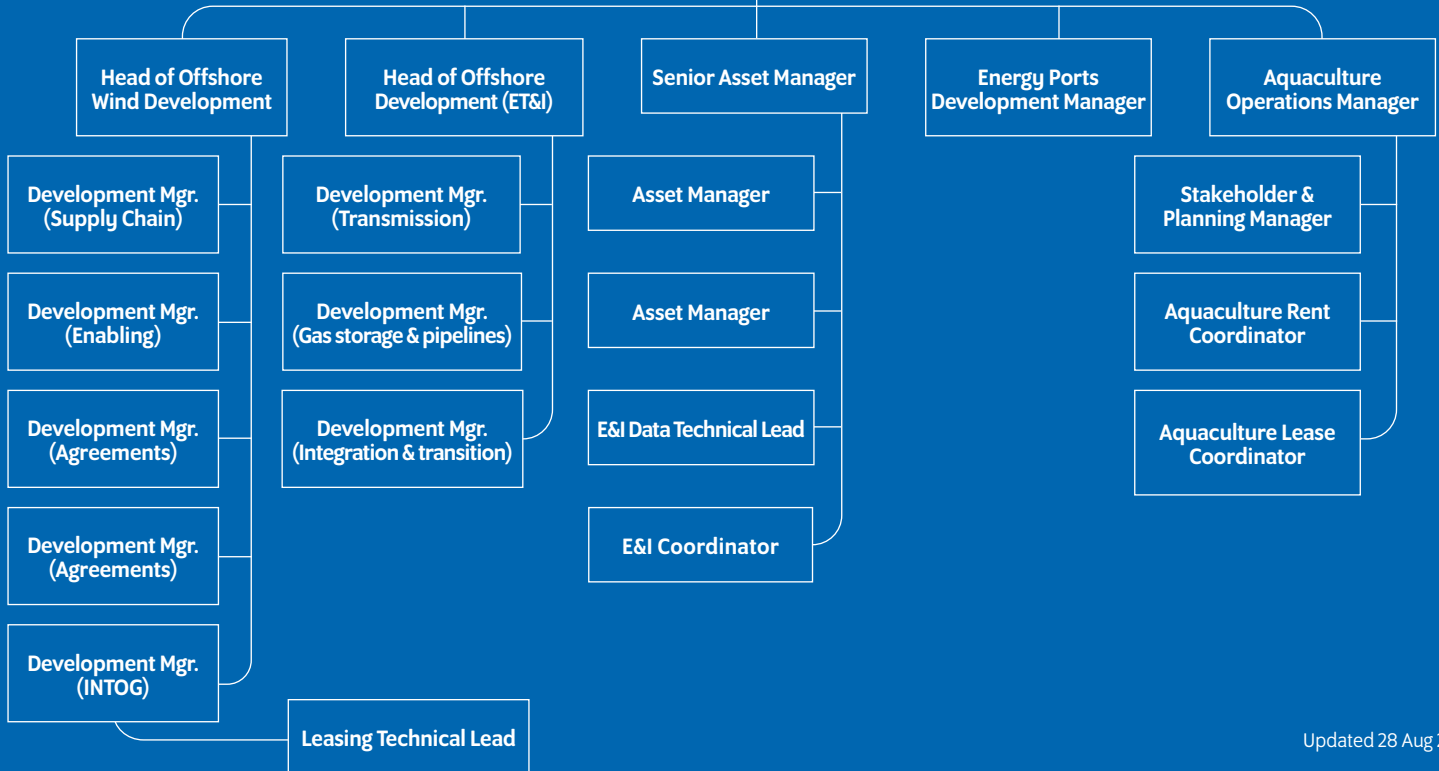 Head of Offshore
Wind Development
Head of Offshore
Development (ET&I)
Senior Asset Manager
Energy Ports
Development Manager
Aquaculture
Operations Manager
Development Mgr.
(Supply Chain)
Development Mgr.
(Enabling)
Development Mgr.
(Agreements)
Development Mgr.
(Agreements)
Development Mgr.
(INTOG)
Leasing Technical Lead
Development Mgr.
(Transmission)
Development Mgr.
(Gas storage & pipelines)
Development Mgr.
(Integration & transition)
Asset Manager
Asset Manager
E&I Data Technical Lead
E&I Coordinator
Stakeholder &
Planning Manager
Aquaculture Rent
Coordinator
Aquaculture Lease
Coordinator
Updated 28 Aug